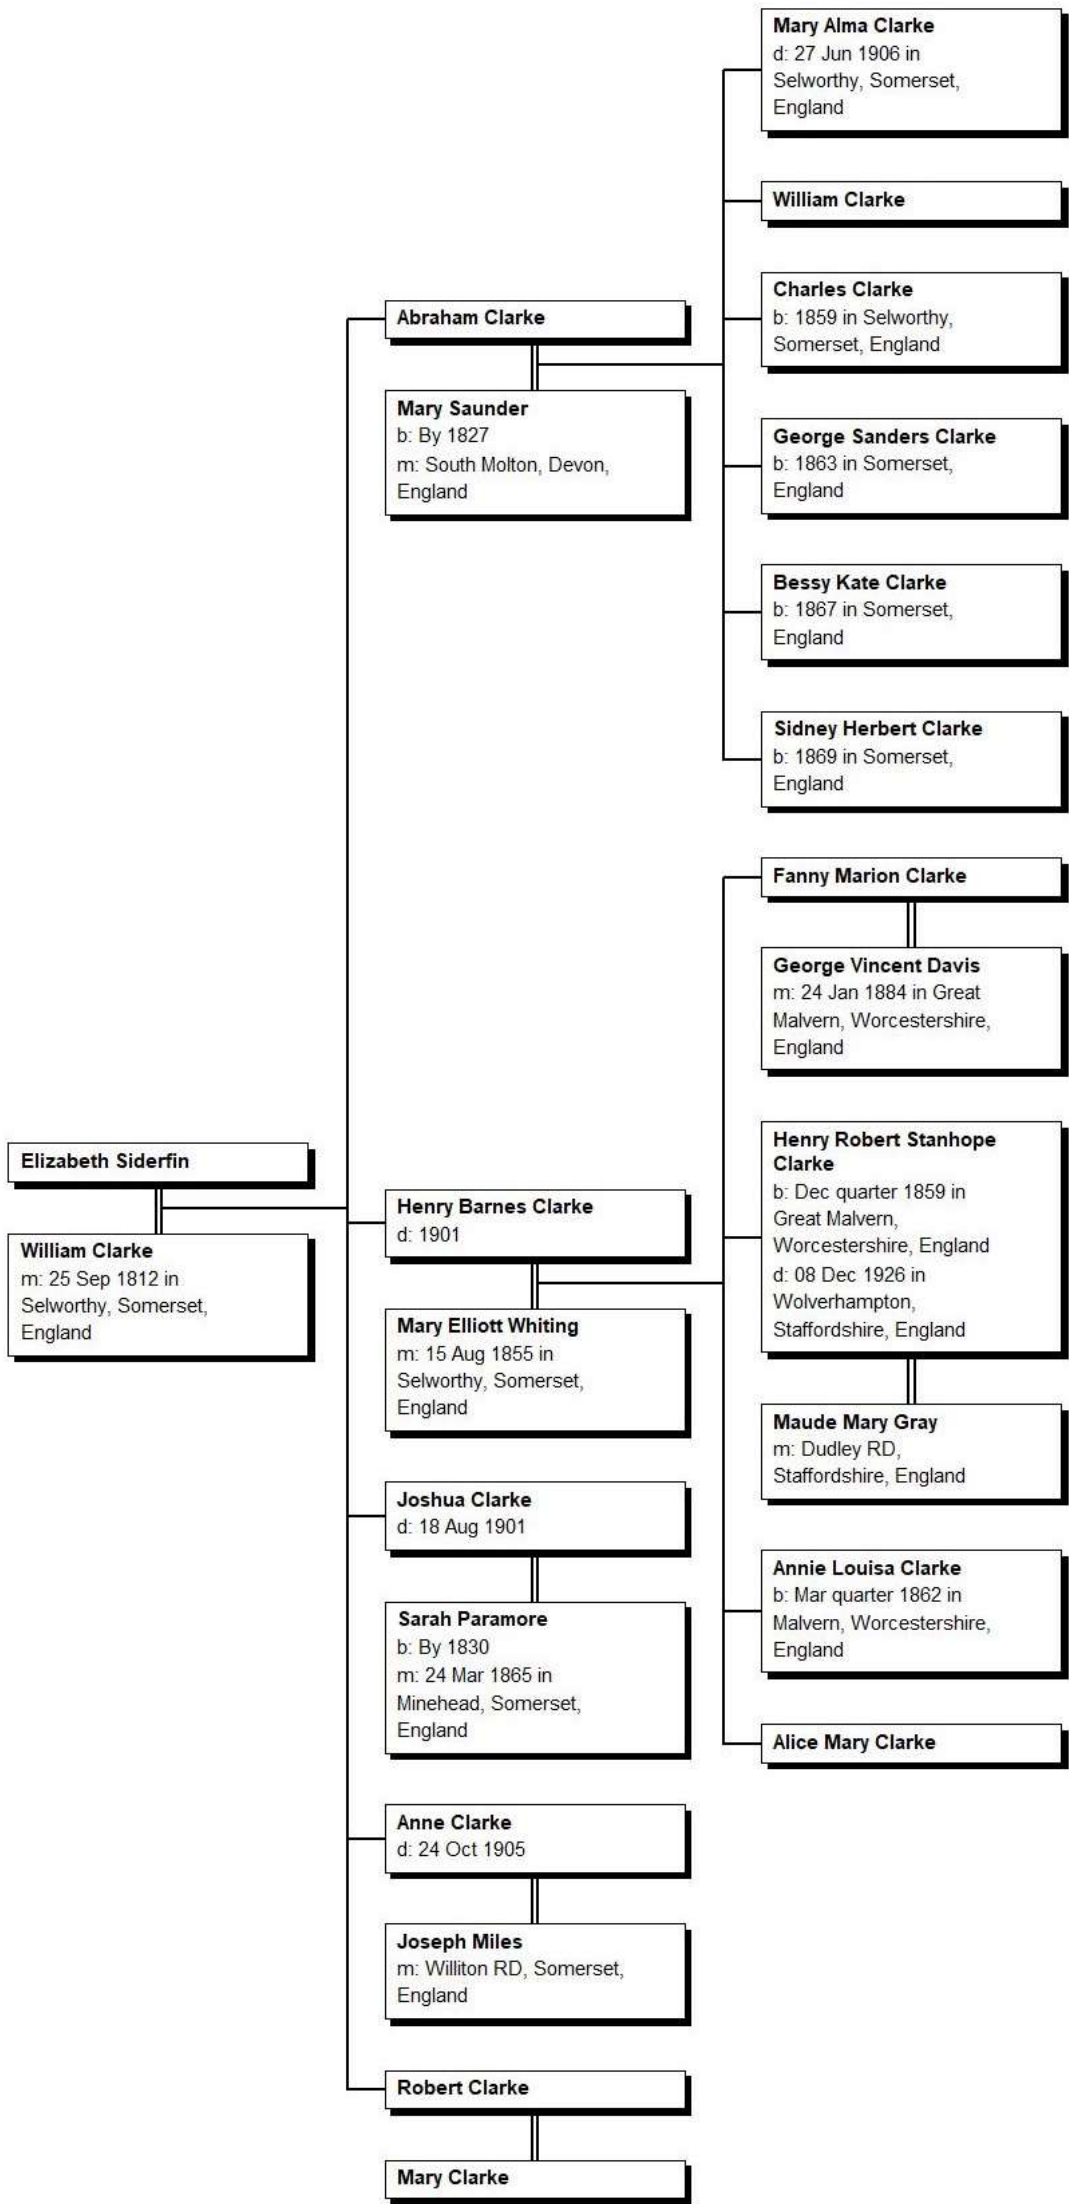 Elizabeth Siderfin
William Clarke
m: 25 Sep 1812 in
Selworthy, Somerset,
England
Abraham Clarke
Mary Saunder
b: By 1827
m: South Molton, Devon,
England
Henry Barnes Clarke
d: 1901
Mary Elliott Whiting
m: 15 Aug 1855 in
Selworthy, Somerset,
England
Joshua Clarke
d: 18 Aug 1901
Sarah Paramore
b: By 1830
m: 24 Mar 1865 in
Minehead, Somerset,
England
Anne Clarke
d: 24 Oct 1905
Joseph Miles
m: Williton RD, Somerset,
England
Robert Clarke
Mary Clarke
Mary Alma Clarke
d: 27 Jun 1906 in
Selworthy, Somerset,
England
William Clarke
Charles Clarke
b: 1859 in Selworthy,
Somerset, England
George Sanders Clarke
b: 1863 in Somerset,
England
Bessy Kate Clarke
b: 1867 in Somerset,
England
Sidney Herbert Clarke
b: 1869 in Somerset,
England
Fanny Marion Clarke
George Vincent Davis
m: 24 Jan 1884 in Great
Malvern, Worcestershire,
England
Henry Robert Stanhope
Clarke
b: Dec quarter 1859 in
Great Malvern,
Worcestershire, England
d: 08 Dec 1926 in
Wolverhampton,
Staffordshire, England
Maude Mary Gray
m: Dudley RD,
Staffordshire, England
Annie Louisa Clarke
b: Mar quarter 1862 in
Malvern, Worcestershire,
England
Alice Mary Clarke